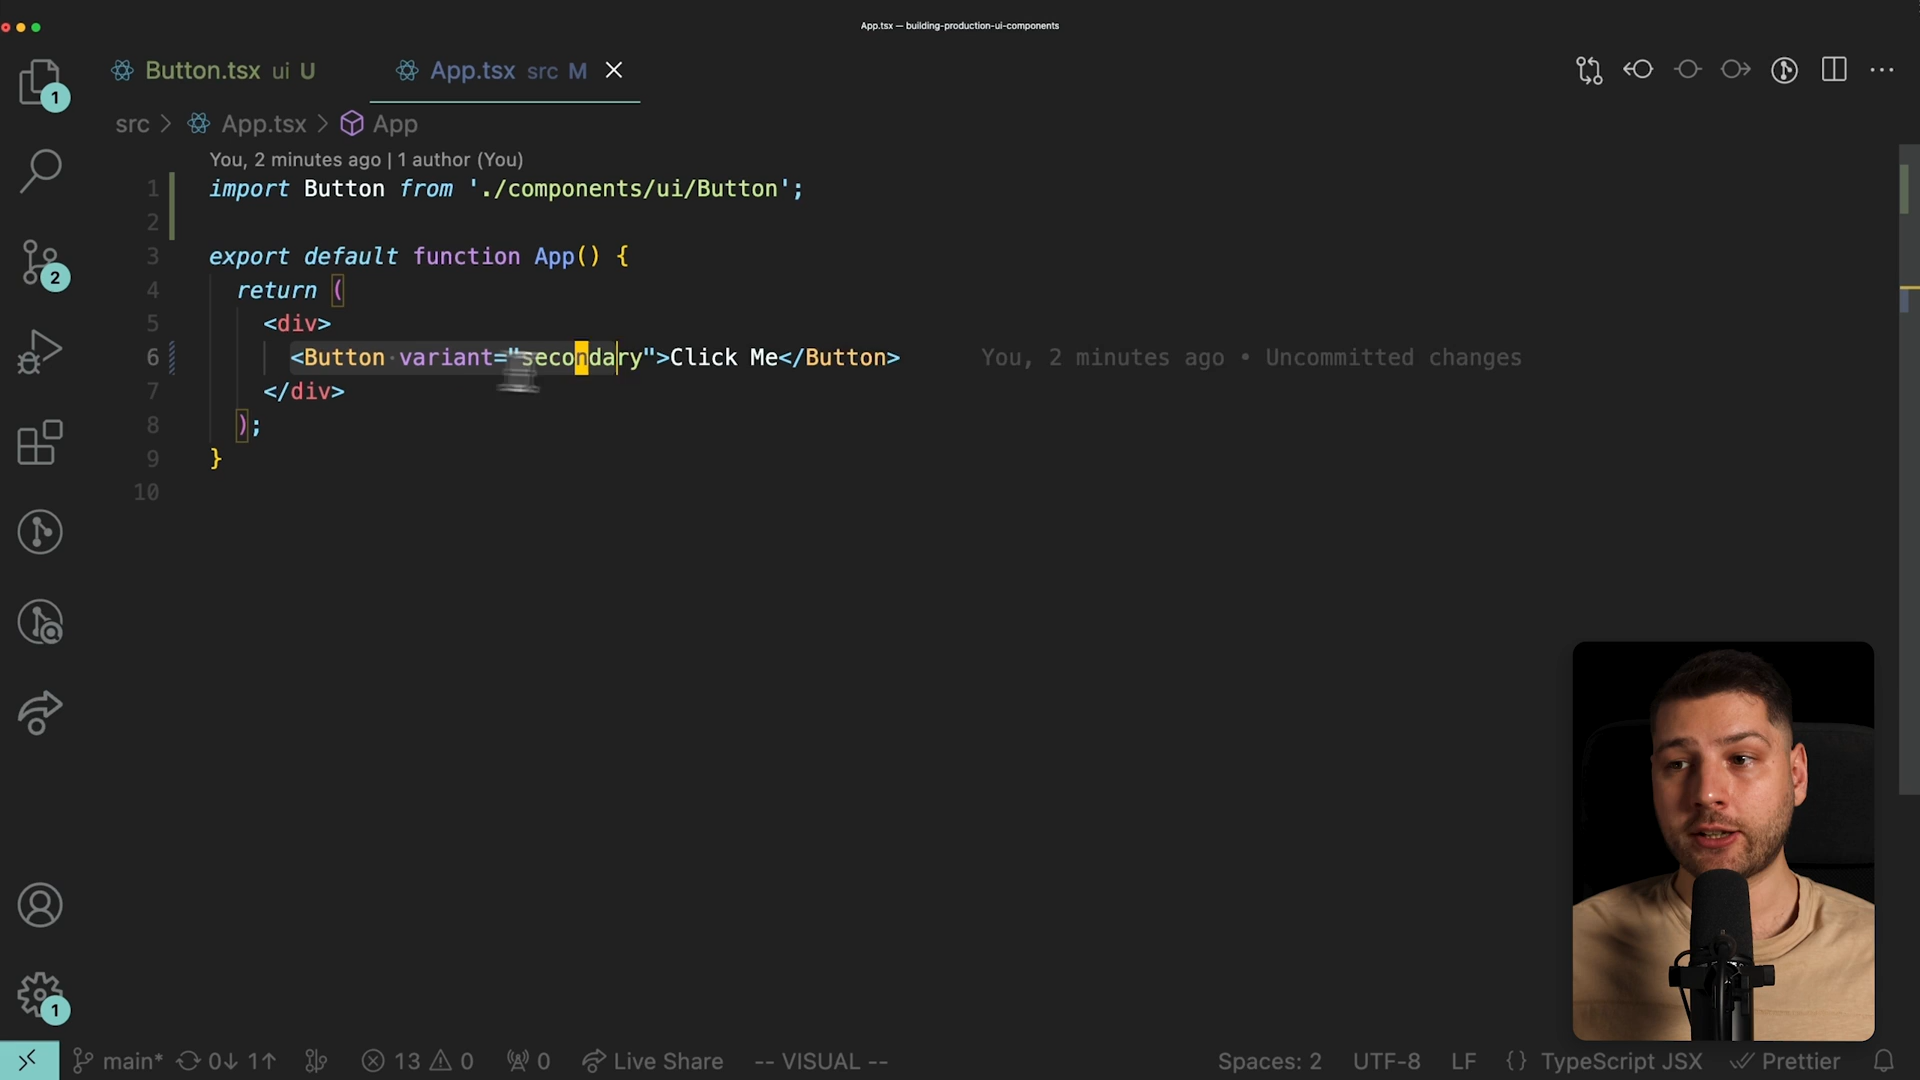 App.tsx — building-production-ui-components
Button.tsx ui U
App.tsx src M
src > App.tsx > App
You, 2 minutes ago | 1 author (You)
1 import Button from './components/ui/Button';
2
3 export default function App() {
4 return (
5 <div>
6 <Button variant="secondary">Click Me</Button> You, 2 minutes ago • Uncommitted changes
7 </div>
8 );
9 }
10
1
2
1
main* 0↓ 1↑ 13 0 0 Live Share -- VISUAL -- Spaces: 2 UTF-8 LF {} TypeScript JSX Prettier